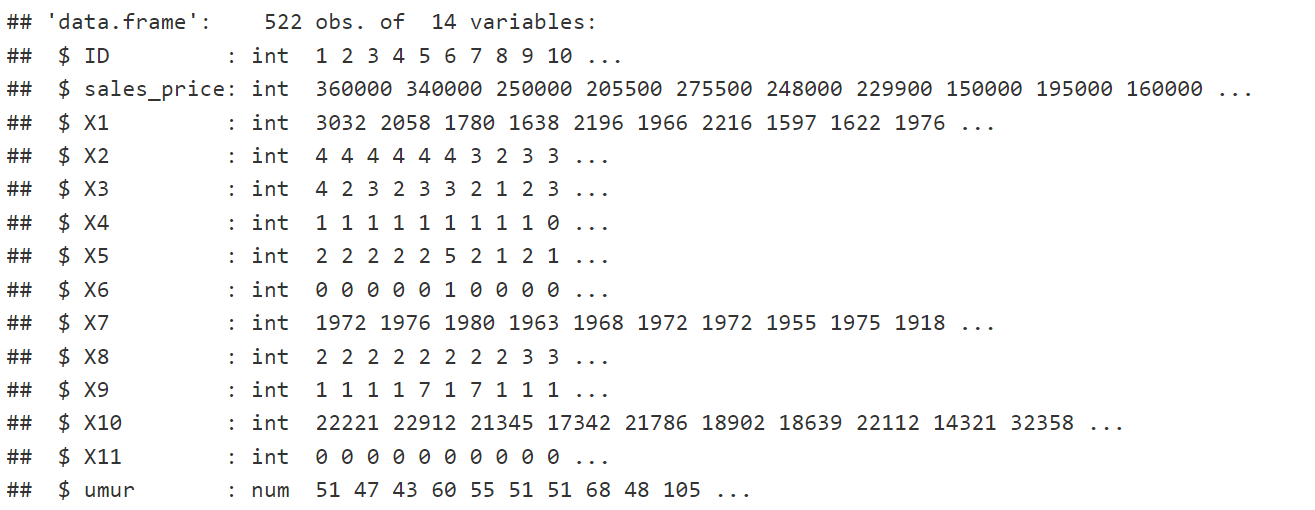 ## 'data.frame':    522 obs. of  14 variables:
##  $ ID         : int  1 2 3 4 5 6 7 8 9 10 ...
##  $ sales_price: int  360000 340000 250000 205500 275500 248000 229900 150000 195000 160000 ...
##  $ X1         : int  3032 2058 1780 1638 2196 1966 2216 1597 1622 1976 ...
##  $ X2         : int  4 4 4 4 4 4 3 2 3 3 ...
##  $ X3         : int  4 2 3 2 3 3 2 1 2 3 ...
##  $ X4         : int  1 1 1 1 1 1 1 1 1 0 ...
##  $ X5         : int  2 2 2 2 2 5 2 1 2 1 ...
##  $ X6         : int  0 0 0 0 0 1 0 0 0 0 ...
##  $ X7         : int  1972 1976 1980 1963 1968 1972 1972 1955 1975 1918 ...
##  $ X8         : int  2 2 2 2 2 2 2 2 3 3 ...
##  $ X9         : int  1 1 1 1 7 1 7 1 1 1 ...
##  $ X10        : int  22221 22912 21345 17342 21786 18902 18639 22112 14321 32358 ...
##  $ X11        : int  0 0 0 0 0 0 0 0 0 0 ...
##  $ umur       : num  51 47 43 60 55 51 51 68 48 105 ...